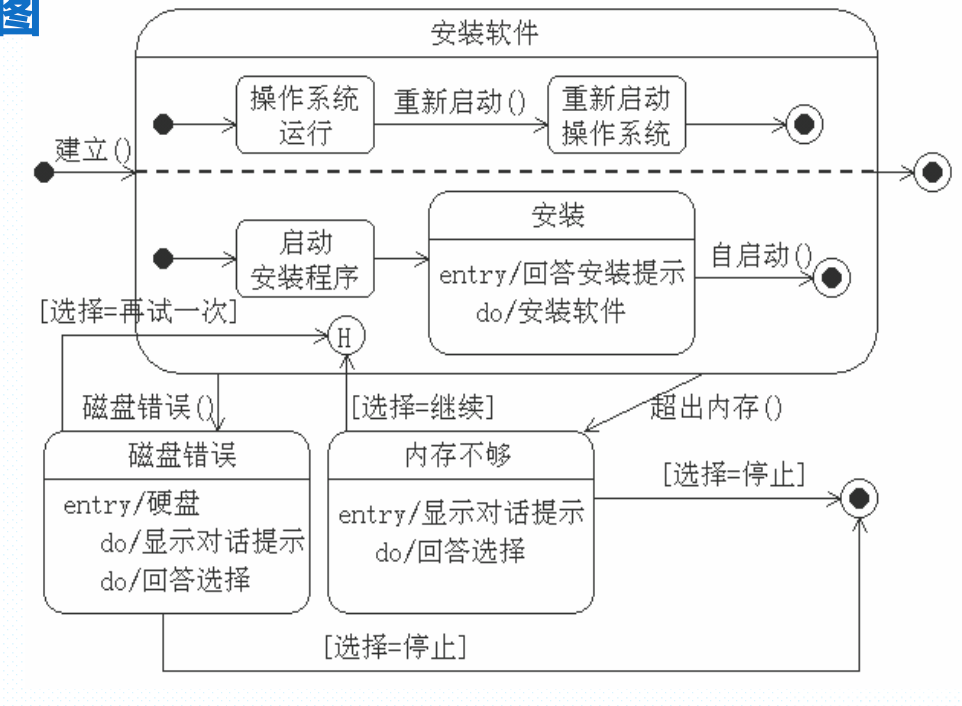 图
安装软件
操作系统
运行
重新启动()
重新启动
操作系统
建立()
启动
安装程序
安装
entry/回答安装提示
do/安装软件
自启动()
[选择=再试一次]
H
磁盘错误()
[选择=继续]
超出内存()
磁盘错误
entry/硬盘
do/显示对话提示
do/回答选择
内存不够
entry/显示对话提示
do/回答选择
[选择=停止]
[选择=停止]